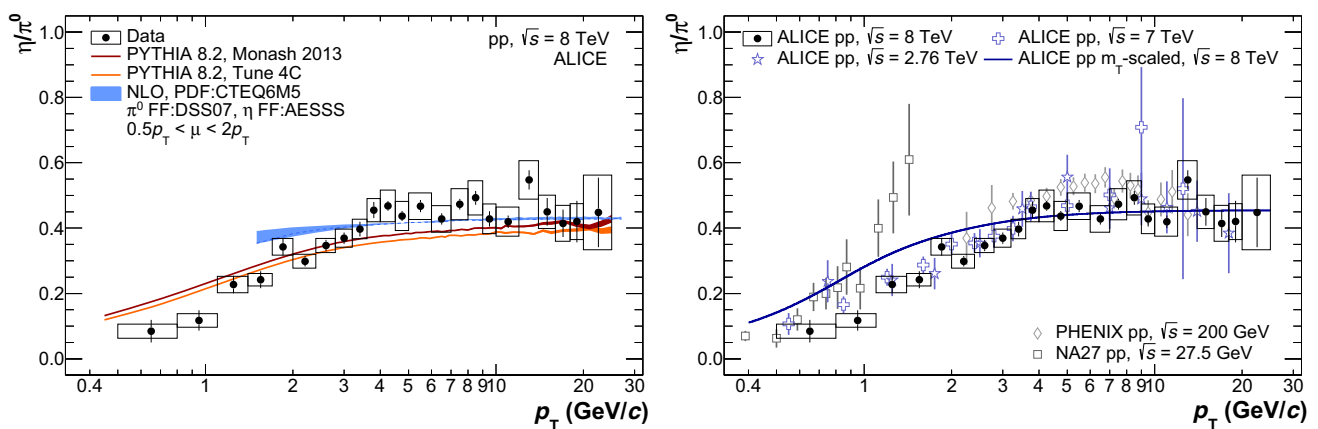 η/π⁰
Data
PYTHIA 8.2, Monash 2013
PYTHIA 8.2, Tune 4C
NLO, PDF:CTEQ6M5
π⁰ FF:DSS07, η FF:AESSS
0.5p_T < μ < 2p_T
pp, √s = 8 TeV
ALICE
1.0
0.8
0.6
0.4
0.2
0.0
0.4 1 2 3 4 5 6 7 8 910 20 30
p_T (GeV/c)
η/π⁰
ALICE pp, √s = 8 TeV
ALICE pp, √s = 7 TeV
ALICE pp, √s = 2.76 TeV
ALICE pp m_T-scaled, √s = 8 TeV
PHENIX pp, √s = 200 GeV
NA27 pp, √s = 27.5 GeV
1.0
0.8
0.6
0.4
0.2
0.0
0.4 1 2 3 4 5 6 7 8 910 20 30
p_T (GeV/c)